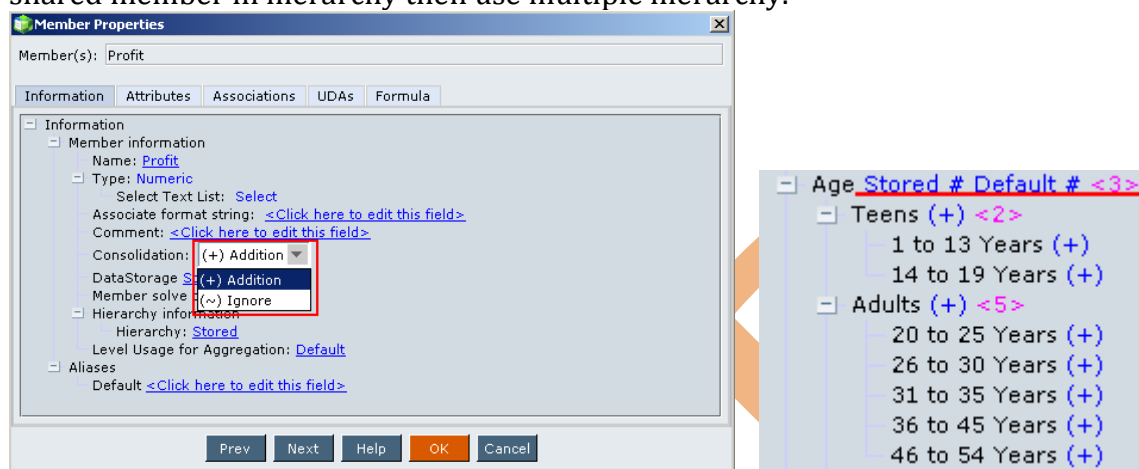 shared member in hierarchy then use multiple hierarchy.
Member Properties
Member(s): Profit
Information Attributes Associations UDAs Formula
Information
Member information
Name: Profit
Type: Numeric
Select Text List: Select
Associate format string: <Click here to edit this field>
Comment: <Click here to edit this field>
Consolidation: (+) Addition
(+) Addition
(~) Ignore
DataStorage
Member solve
Hierarchy information
Hierarchy: Stored
Level Usage for Aggregation: Default
Aliases
Default <Click here to edit this field>
Prev Next Help OK Cancel
Age Stored # Default # <3>
Teens (+) <2>
1 to 13 Years (+)
14 to 19 Years (+)
Adults (+) <5>
20 to 25 Years (+)
26 to 30 Years (+)
31 to 35 Years (+)
36 to 45 Years (+)
46 to 54 Years (+)